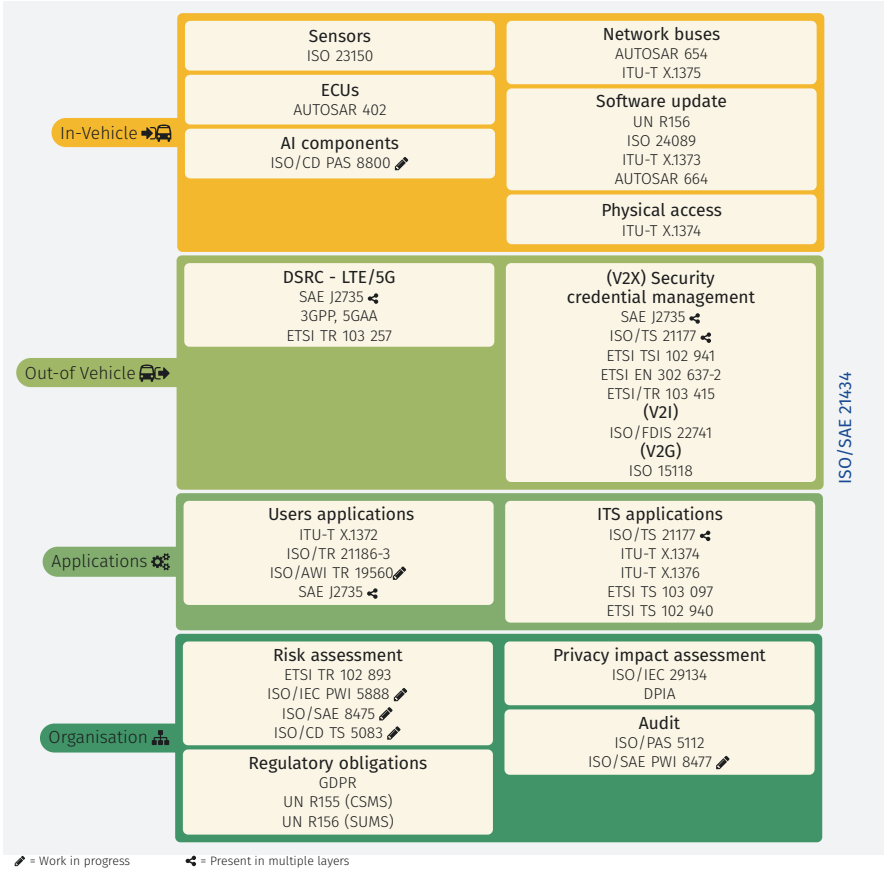 In-Vehicle
Sensors
ISO 23150
ECUs
AUTOSAR 402
AI components
ISO/CD PAS 8800
Network buses
AUTOSAR 654
ITU-T X.1375
Software update
UN R156
ISO 24089
ITU-T X.1373
AUTOSAR 664
Physical access
ITU-T X.1374
Out-of Vehicle
DSRC - LTE/5G
SAE J2735
3GPP, 5GAA
ETSI TR 103 257
(V2X) Security
credential management
SAE J2735
ISO/TS 21177
ETSI TSI 102 941
ETSI EN 302 637-2
ETSI/TR 103 415
(V2I)
ISO/FDIS 22741
(V2G)
ISO 15118
Applications
Users applications
ITU-T X.1372
ISO/TR 21186-3
ISO/AWI TR 19560
SAE J2735
ITS applications
ISO/TS 21177
ITU-T X.1374
ITU-T X.1376
ETSI TS 103 097
ETSI TS 102 940
Organisation
Risk assessment
ETSI TR 102 893
ISO/IEC PWI 5888
ISO/SAE 8475
ISO/CD TS 5083
Regulatory obligations
GDPR
UN R155 (CSMS)
UN R156 (SUMS)
Privacy impact assessment
ISO/IEC 29134
DPIA
Audit
ISO/PAS 5112
ISO/SAE PWI 8477
ISO/SAE 21434
= Work in progress
= Present in multiple layers